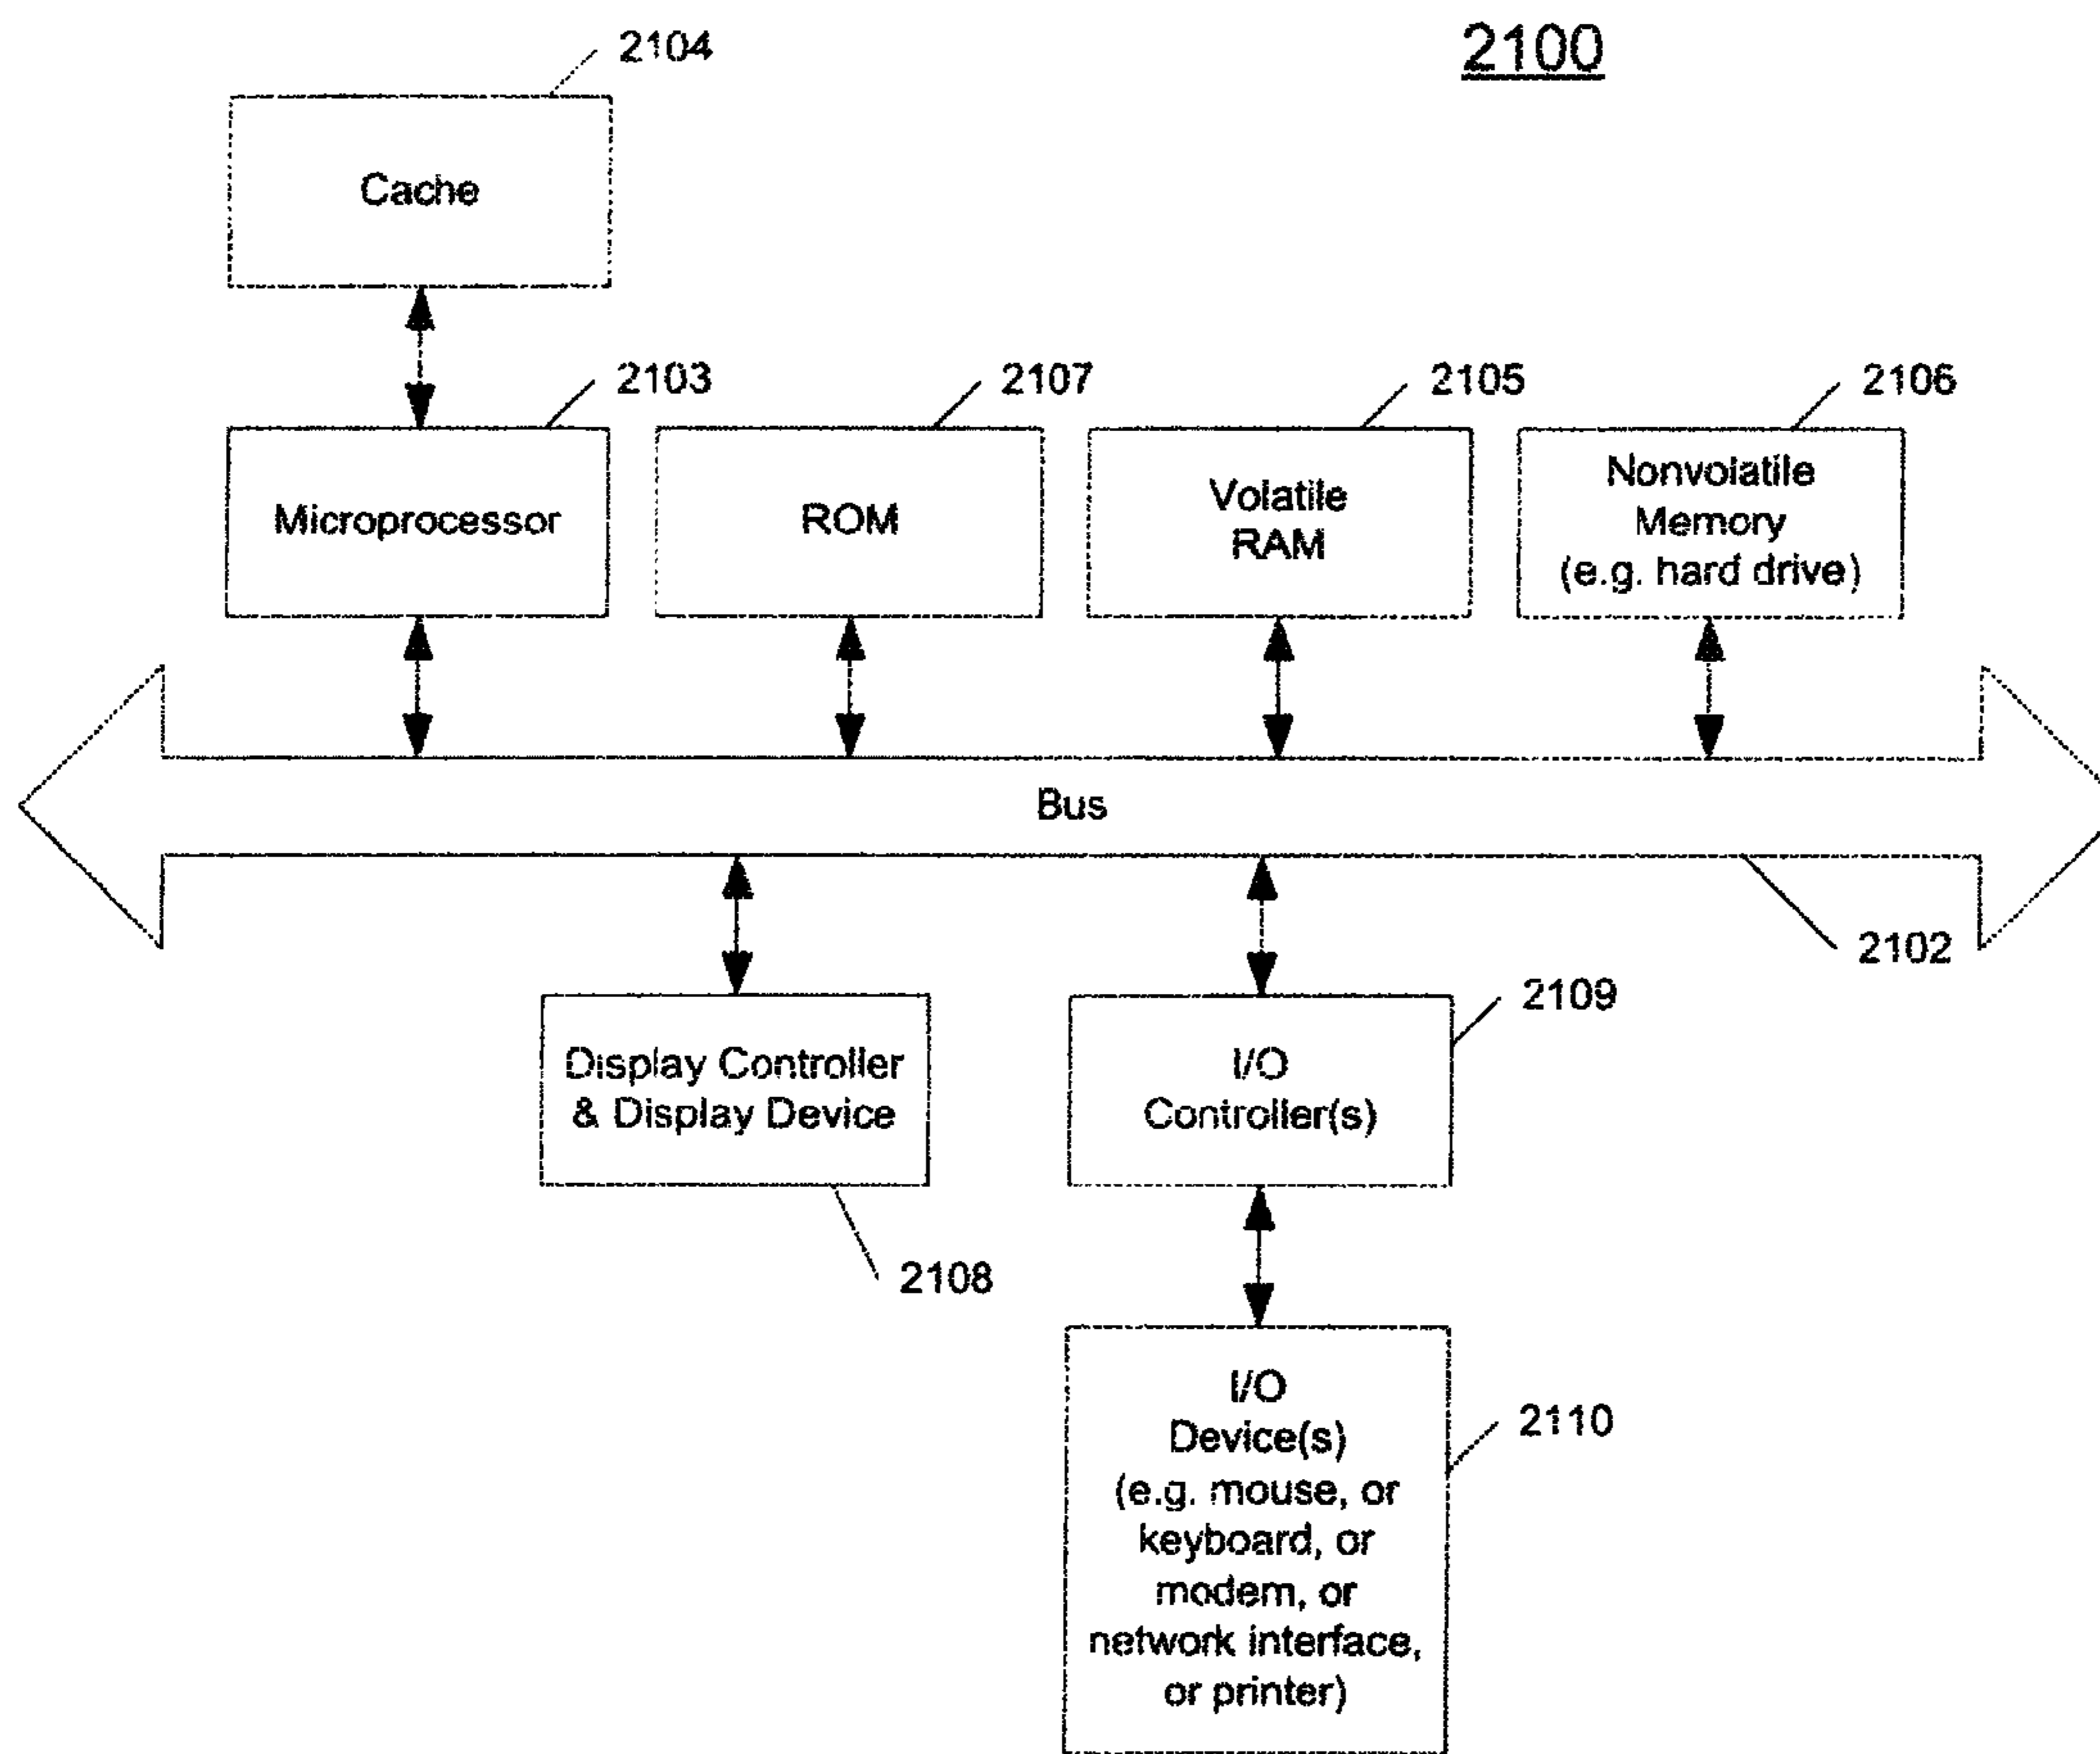 2100
2104
Cache
2103
2107
2105
2106
Microprocessor
ROM
Volatile
RAM
Nonvolatile
Memory
(e.g. hard drive)
Bus
2102
Display Controller
& Display Device
2108
2109
I/O
Controller(s)
I/O
Device(s)
(e.g. mouse, or
keyboard, or
modem, or
network interface,
or printer)
2110